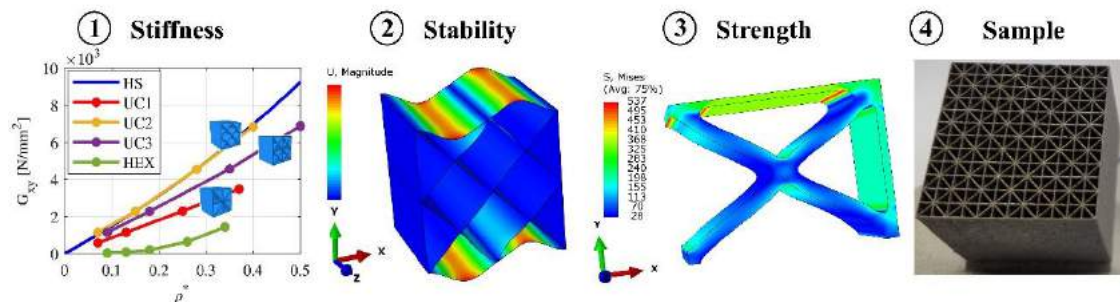 1 Stiffness
2 Stability
3 Strength
4 Sample
×10³
10
8
6
4
2
0
G_xy [N/mm²]
HS
UC1
UC2
UC3
HEX
0 0.1 0.2 0.3 0.4 0.5
ρ*
U, Magnitude
Y
X
Z
S, Mises
(Avg: 75%)
537
495
453
410
368
325
283
240
198
155
113
70
28
Y
X